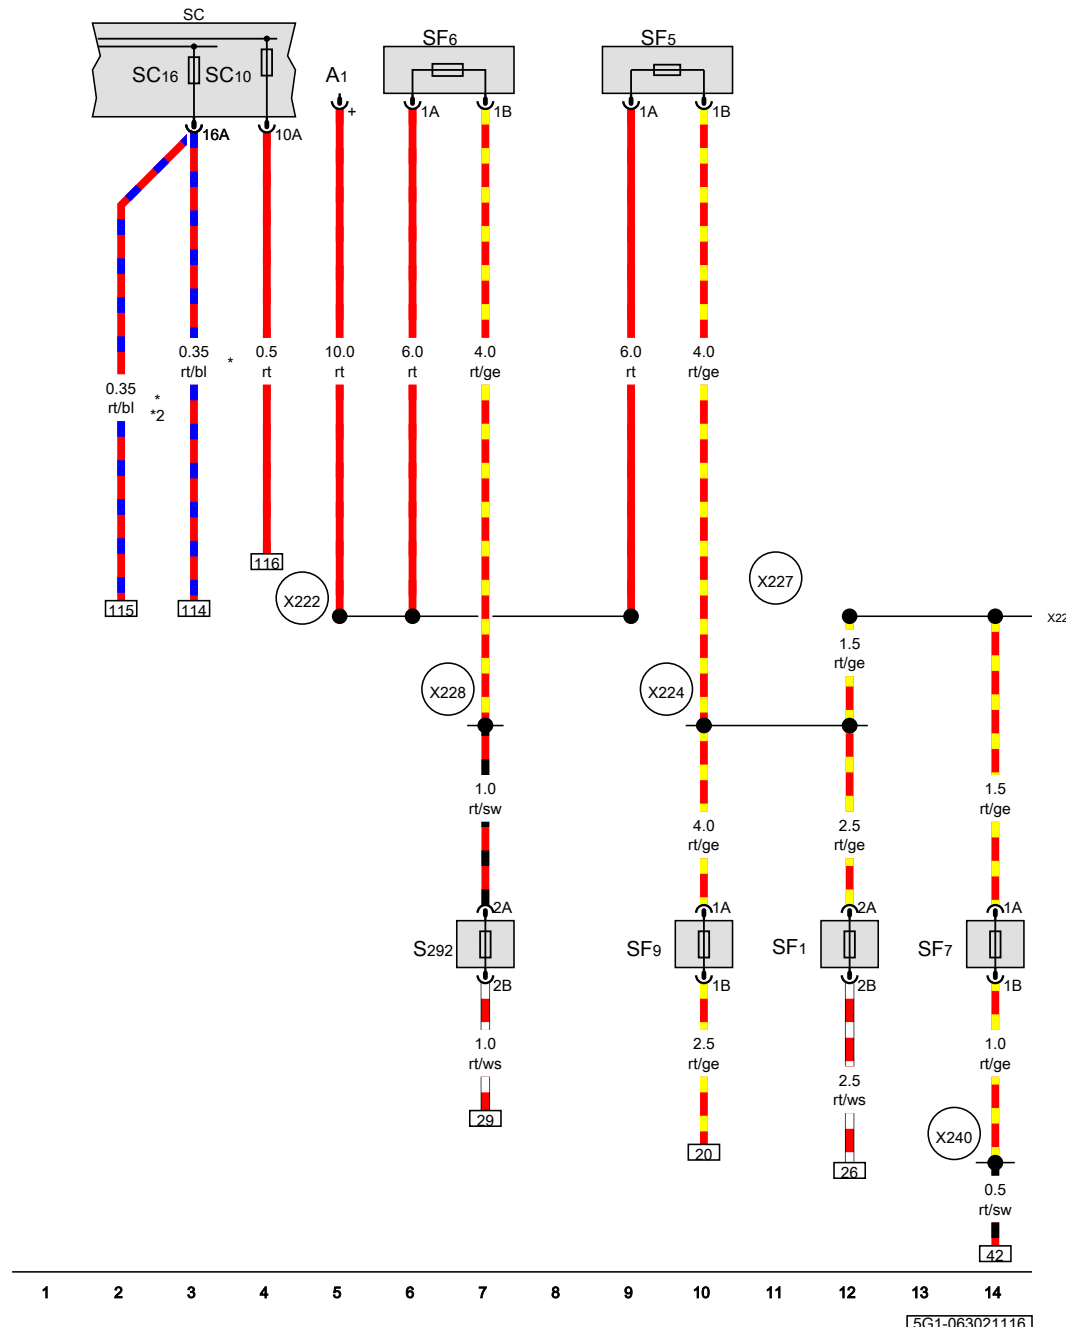 SC
SF6
SF5
SC16
SC10
A1
16A
10A
+
1A
1B
1A
1B
0.35
rt/bl
*
0.5
rt
10.0
rt
6.0
rt
4.0
rt/ge
6.0
rt
4.0
rt/ge
0.35
rt/bl
*
*2
116
115
114
X222
X227
X22
1.5
rt/ge
X228
X224
1.0
rt/sw
1.5
rt/ge
4.0
rt/ge
2.5
rt/ge
2A
1A
2A
1A
S292
SF9
SF1
SF7
2B
1B
2B
1B
1.0
rt/ws
2.5
rt/ge
1.0
rt/ge
2.5
rt/ws
29
20
26
X240
0.5
rt/sw
42
1 2 3 4 5 6 7 8 9 10 11 12 13 14
5G1-063021116